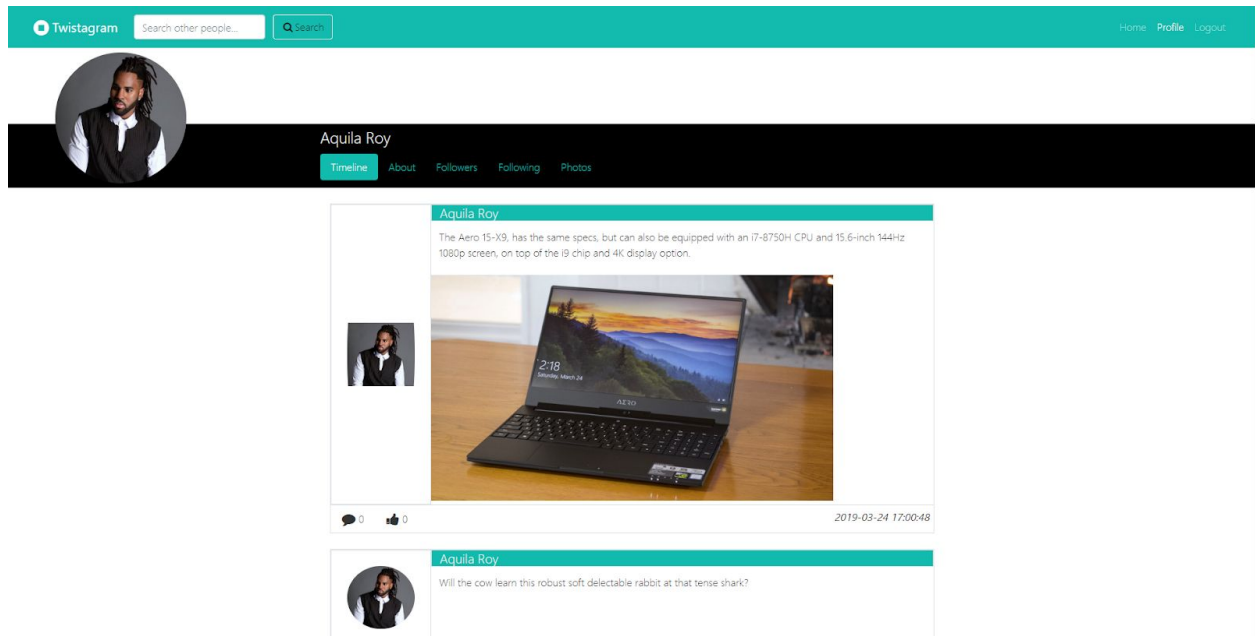 Twistagram
Search other people...
Search
Home Profile Logout
Aquila Roy
Timeline About Followers Following Photos
Aquila Roy
The Aero 15-X9, has the same specs, but can also be equipped with an i7-8750H CPU and 15.6-inch 144Hz
1080p screen, on top of the i9 chip and 4K display option.
2:18
Saturday, March 24
AERO
0 0
2019-03-24 17:00:48
Aquila Roy
Will the cow learn this robust soft delectable rabbit at that tense shark?